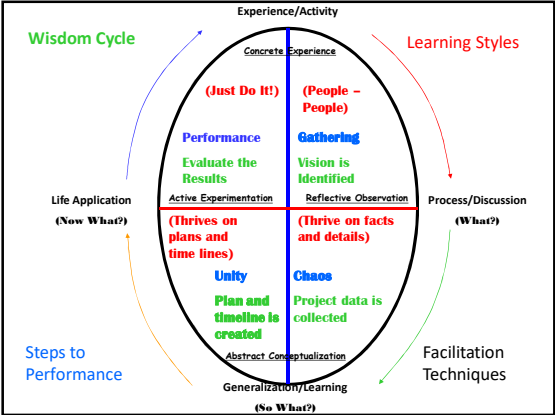 Experience/Activity
Wisdom Cycle
Learning Styles
Concrete Experience
(Just Do It!)
(People –
People)
Performance
Gathering
Evaluate the
Results
Vision is
Identified
Life Application
(Now What?)
Active Experimentation
Reflective Observation
Process/Discussion
(What?)
(Thrives on
plans and
time lines)
(Thrive on facts
and details)
Unity
Chaos
Plan and
timeline is
created
Project data is
collected
Steps to
Performance
Facilitation
Techniques
Abstract Conceptualization
Generalization/Learning
(So What?)